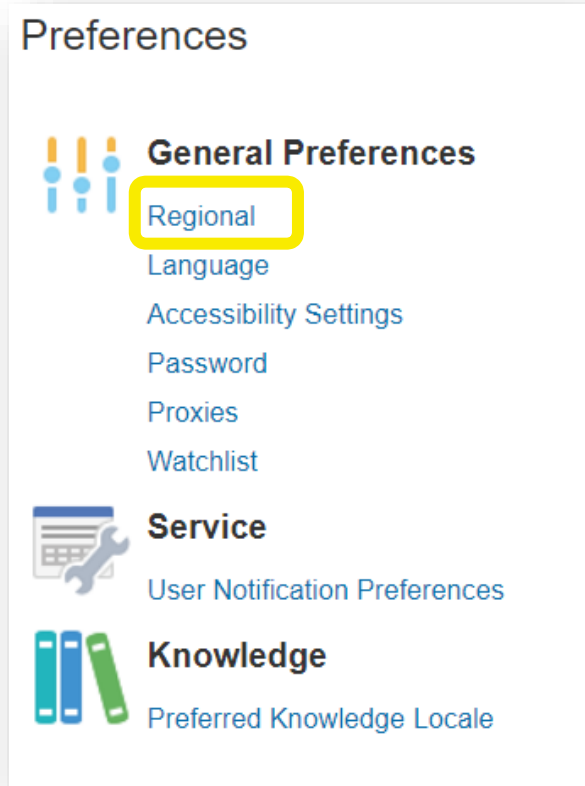 Preferences
General Preferences
Regional
Language
Accessibility Settings
Password
Proxies
Watchlist
Service
User Notification Preferences
Knowledge
Preferred Knowledge Locale